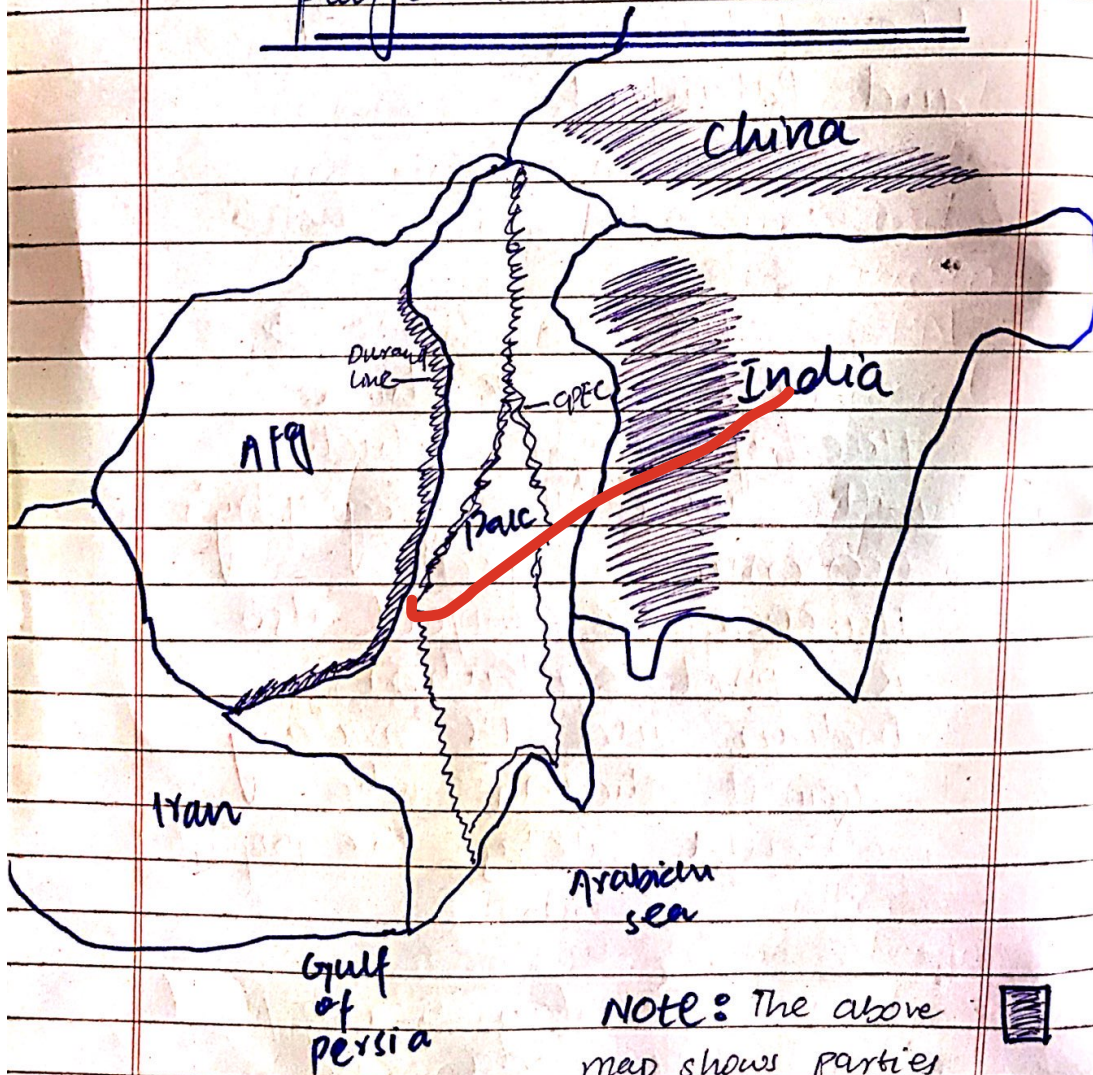 China
Durand
Line
CPEC
India
Afg
Pak
Iran
Arabian
sea
Gulf
of
persia
NOTE: The above
map shows parties